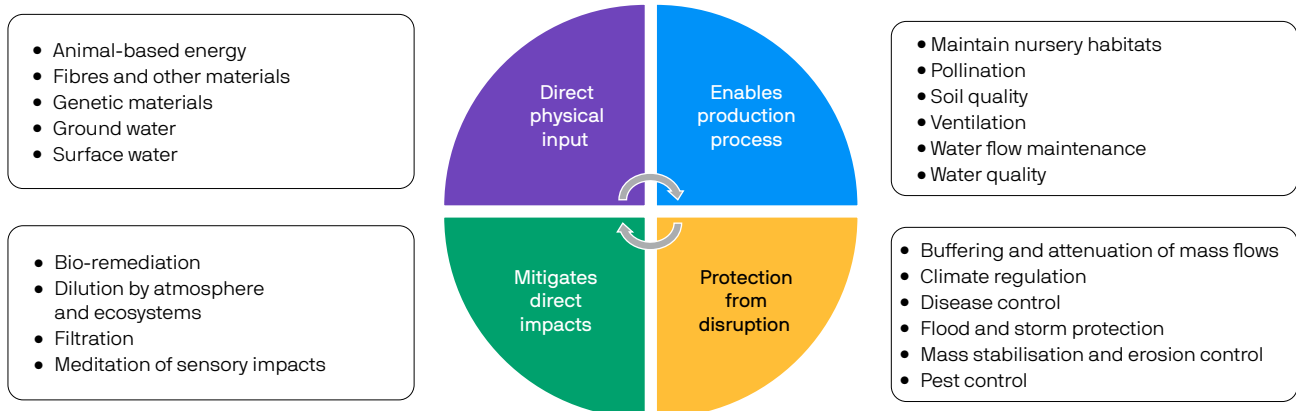 • Animal-based energy
• Fibres and other materials
• Genetic materials
• Ground water
• Surface water
Direct
physical
input
Enables
production
process
• Maintain nursery habitats
• Pollination
• Soil quality
• Ventilation
• Water flow maintenance
• Water quality
• Bio-remediation
• Dilution by atmosphere
and ecosystems
• Filtration
• Meditation of sensory impacts
Mitigates
direct
impacts
Protection
from
disruption
• Buffering and attenuation of mass flows
• Climate regulation
• Disease control
• Flood and storm protection
• Mass stabilisation and erosion control
• Pest control